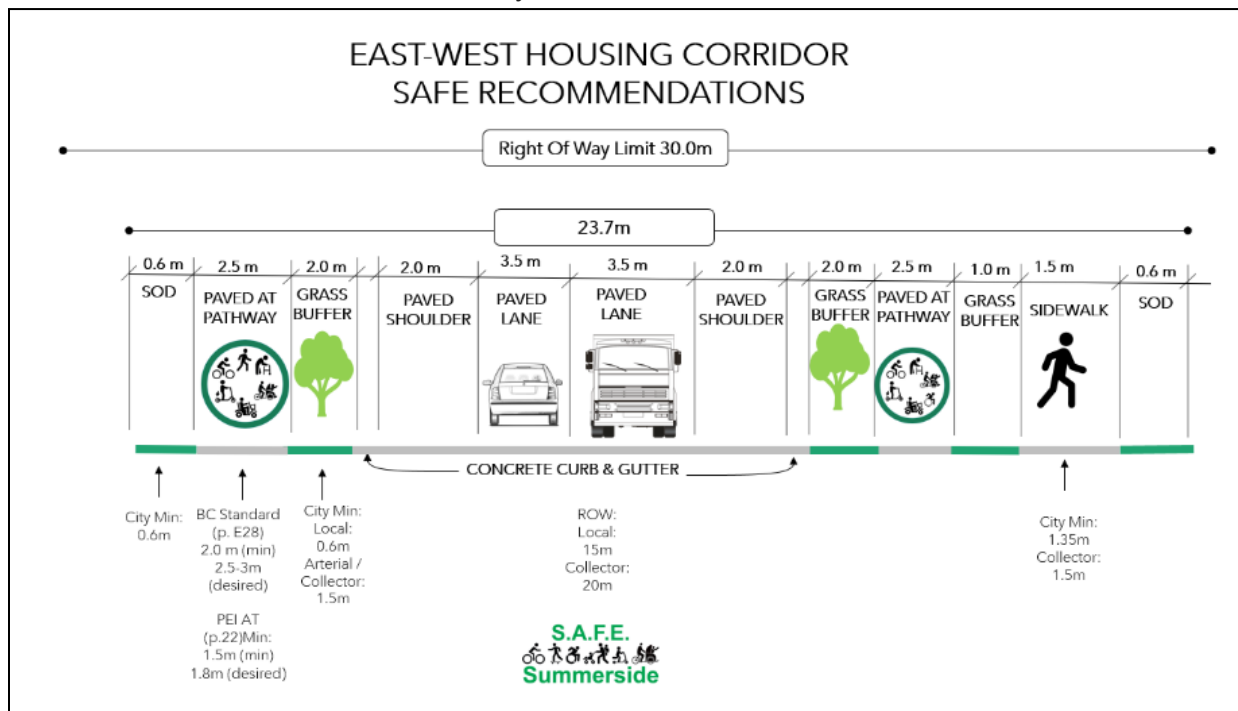 EAST-WEST HOUSING CORRIDOR
SAFE RECOMMENDATIONS
Right Of Way Limit 30.0m
23.7m
0.6 m
2.5 m
2.0 m
2.0 m
3.5 m
3.5 m
2.0 m
2.0 m
2.5 m
1.0 m
1.5 m
0.6 m
SOD
PAVED AT
PATHWAY
GRASS
BUFFER
PAVED
SHOULDER
PAVED
LANE
PAVED
LANE
PAVED
SHOULDER
GRASS
BUFFER
PAVED AT
PATHWAY
GRASS
BUFFER
SIDEWALK
SOD
CONCRETE CURB & GUTTER
City Min:
0.6m
BC Standard
(p. E28)
2.0 m (min)
2.5-3m
(desired)
PEI AT
(p.22)Min:
1.5m (min)
1.8m (desired)
City Min:
Local:
0.6m
Arterial /
Collector:
1.5m
ROW:
Local:
15m
Collector:
20m
City Min:
1.35m
Collector:
1.5m
S.A.F.E.
Summerside